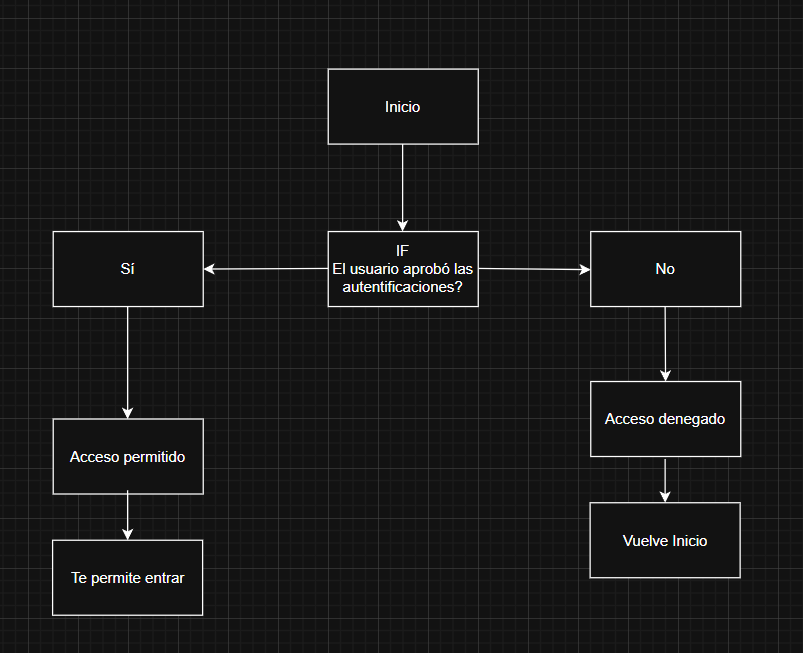 Inicio
Sí
IF
El usuario aprobó las
autentificaciones?
No
Acceso denegado
Acceso permitido
Vuelve Inicio
Te permite entrar